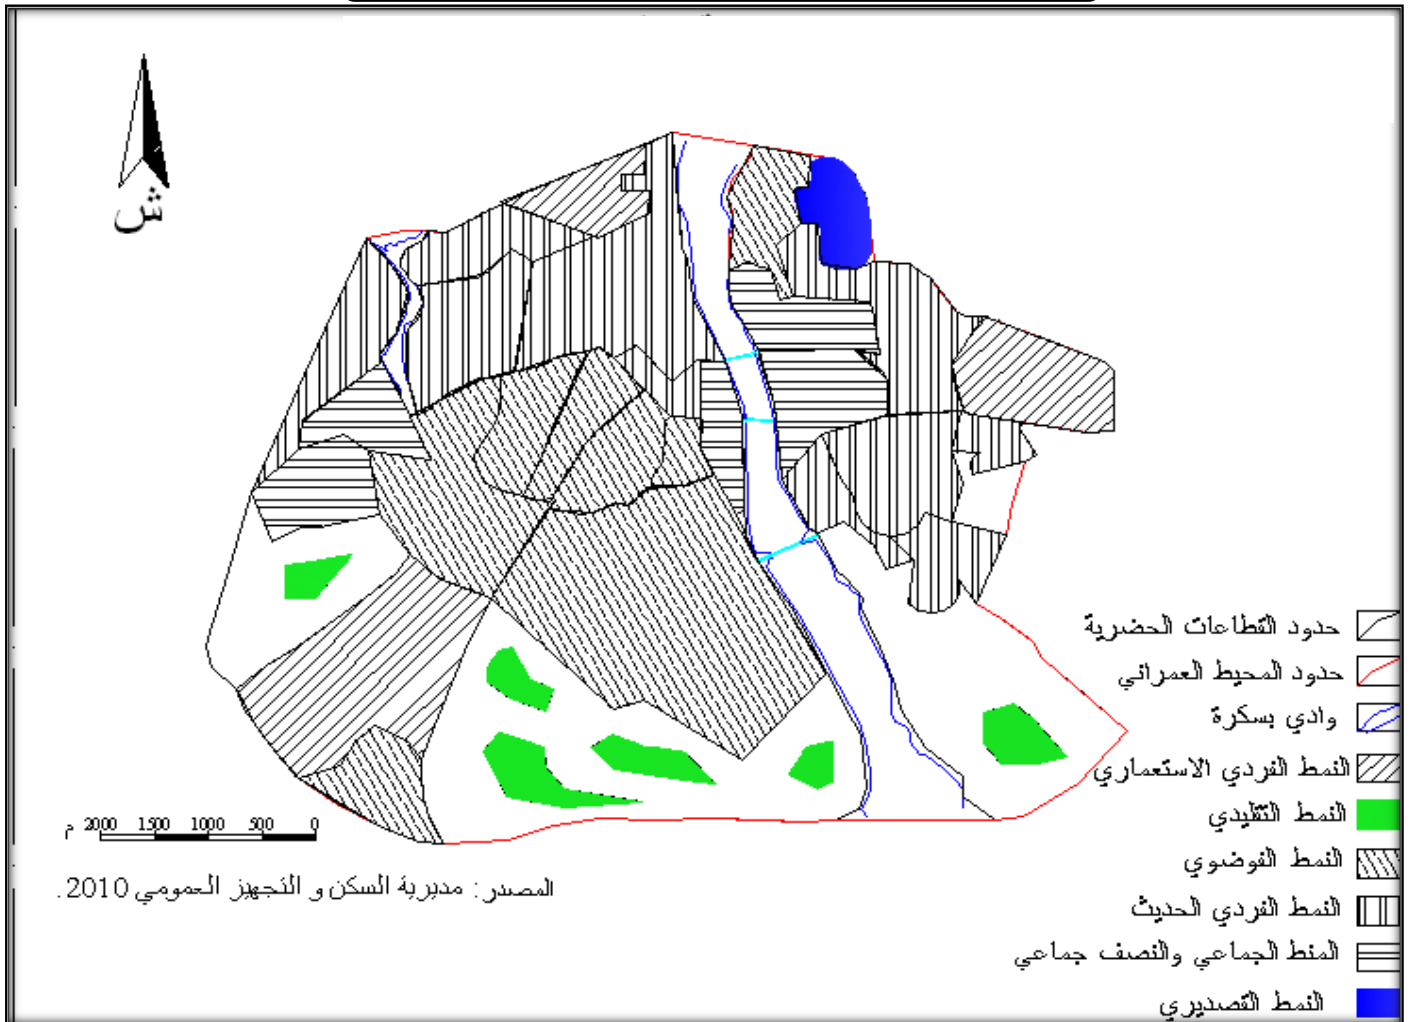 ش
حدود القطاعات الحضرية
حدود المحيط العمراني
وادي بسكرة
النمط الفردي الاستعماري
النمط التقليدي
النمط الفوضوي
النمط الفردي الحديث
المنط الجماعي والنصف جماعي
النمط القصديري
م 2000 1500 1000 500 0
المصدر: مديرية السكن و التجهيز العمومي 2010.